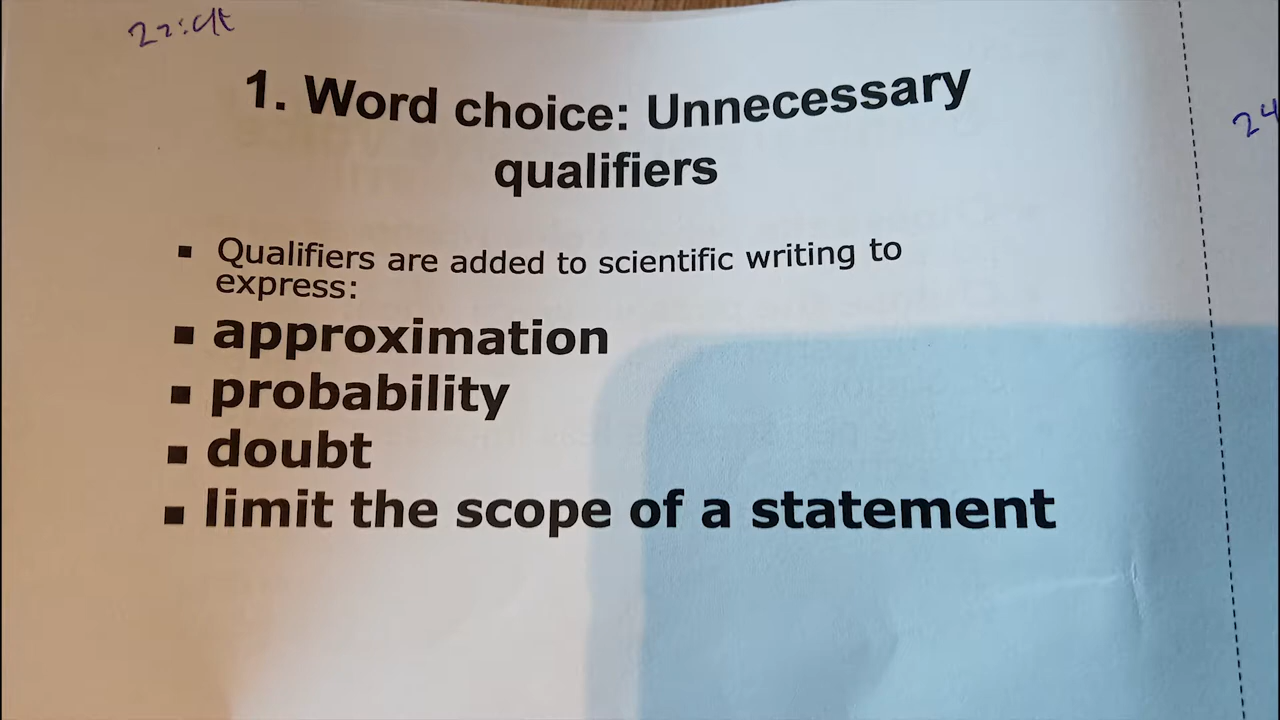 1. Word choice: Unnecessary
qualifiers
▪ Qualifiers are added to scientific writing to
express:
▪ approximation
▪ probability
▪ doubt
▪ limit the scope of a statement
24